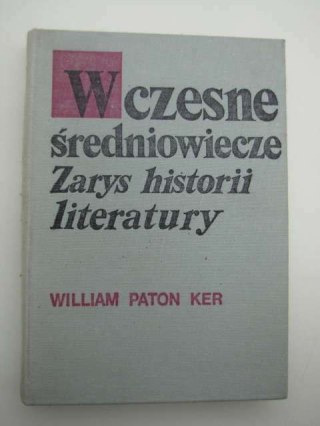 Wczesne
średniowiecze
Zarys historii
literatury
WILLIAM PATON KER